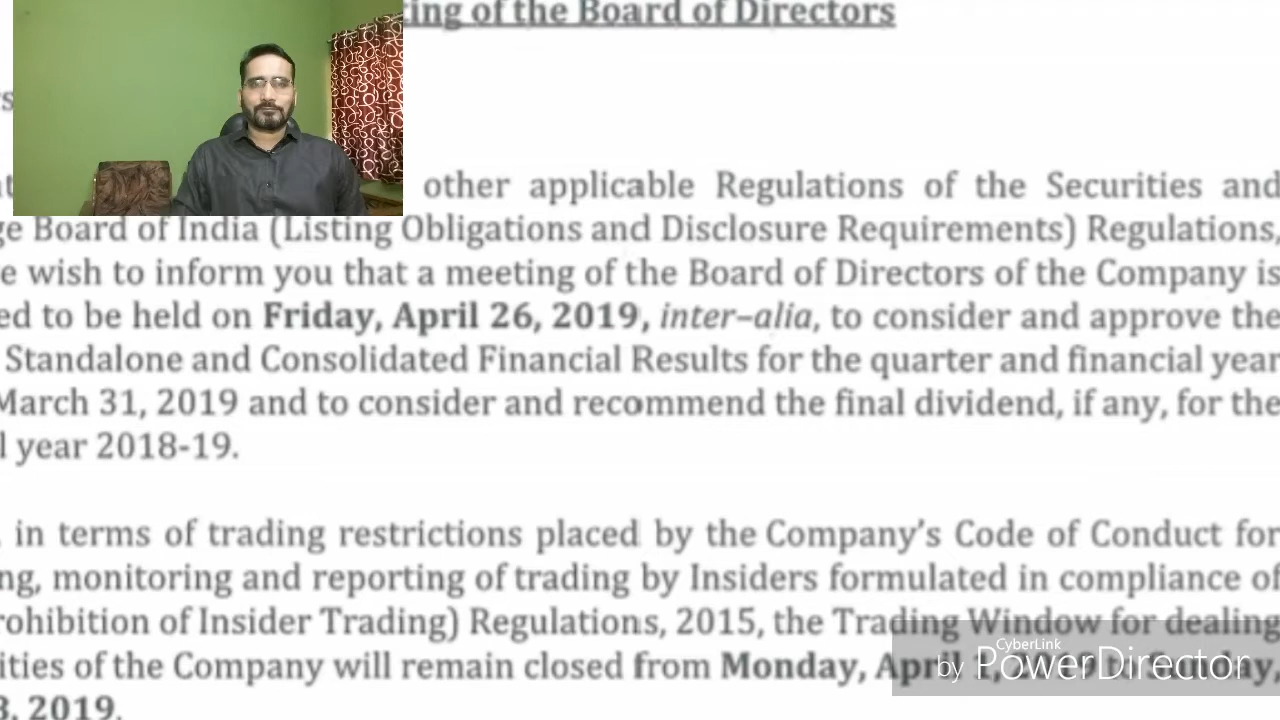 ting of the Board of Directors
other applicable Regulations of the Securities and
ge Board of India (Listing Obligations and Disclosure Requirements) Regulations,
e wish to inform you that a meeting of the Board of Directors of the Company is
ed to be held on Friday, April 26, 2019, inter–alia, to consider and approve the
Standalone and Consolidated Financial Results for the quarter and financial year
March 31, 2019 and to consider and recommend the final dividend, if any, for the
l year 2018-19.
in terms of trading restrictions placed by the Company’s Code of Conduct for
ng, monitoring and reporting of trading by Insiders formulated in compliance of
rohibition of Insider Trading) Regulations, 2015, the Trading Window for dealing
ities of the Company will remain closed from Monday, April
3, 2019.
CyberLink
by PowerDirector